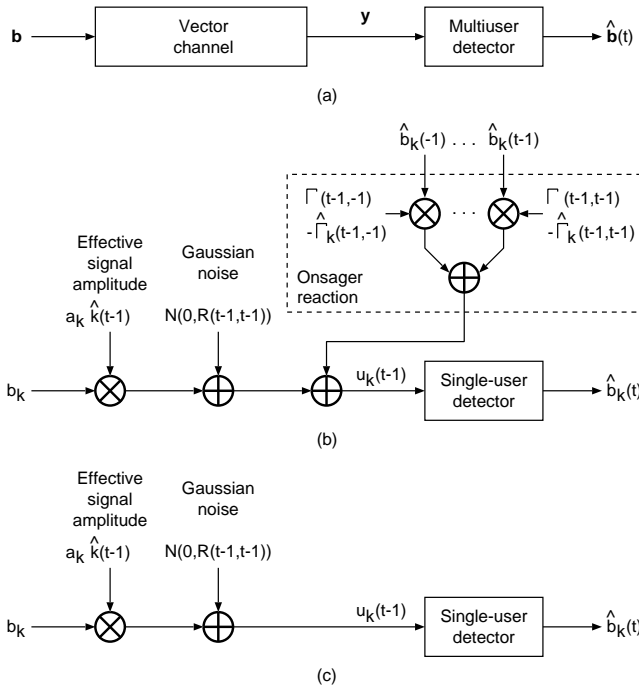 b
Vector
channel
y
Multiuser
detector
b̂(t)
(a)
b̂k(-1) . . . b̂k(t-1)
Γ(t-1,-1)
-Γ̂k(t-1,-1)
. . .
Γ(t-1,t-1)
-Γ̂k(t-1,t-1)
Onsager
reaction
Effective
signal
amplitude
ak k̂(t-1)
Gaussian
noise
N(0,R(t-1,t-1))
bk
uk(t-1)
Single-user
detector
b̂k(t)
(b)
Effective
signal
amplitude
ak k̂(t-1)
Gaussian
noise
N(0,R(t-1,t-1))
bk
uk(t-1)
Single-user
detector
b̂k(t)
(c)